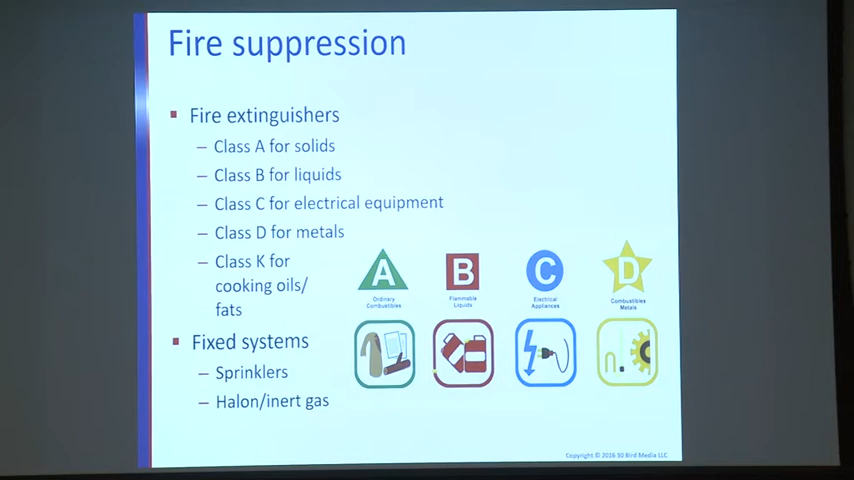 Fire suppression
Fire extinguishers
– Class A for solids
– Class B for liquids
– Class C for electrical equipment
– Class D for metals
– Class K for
cooking oils/
fats
A
Ordinary
Combustibles
B
Flammable
Liquids
C
Electrical
Appliances
D
Combustibles
Metals
Fixed systems
– Sprinklers
– Halon/inert gas
Copyright © 2016 90 Bird Media LLC